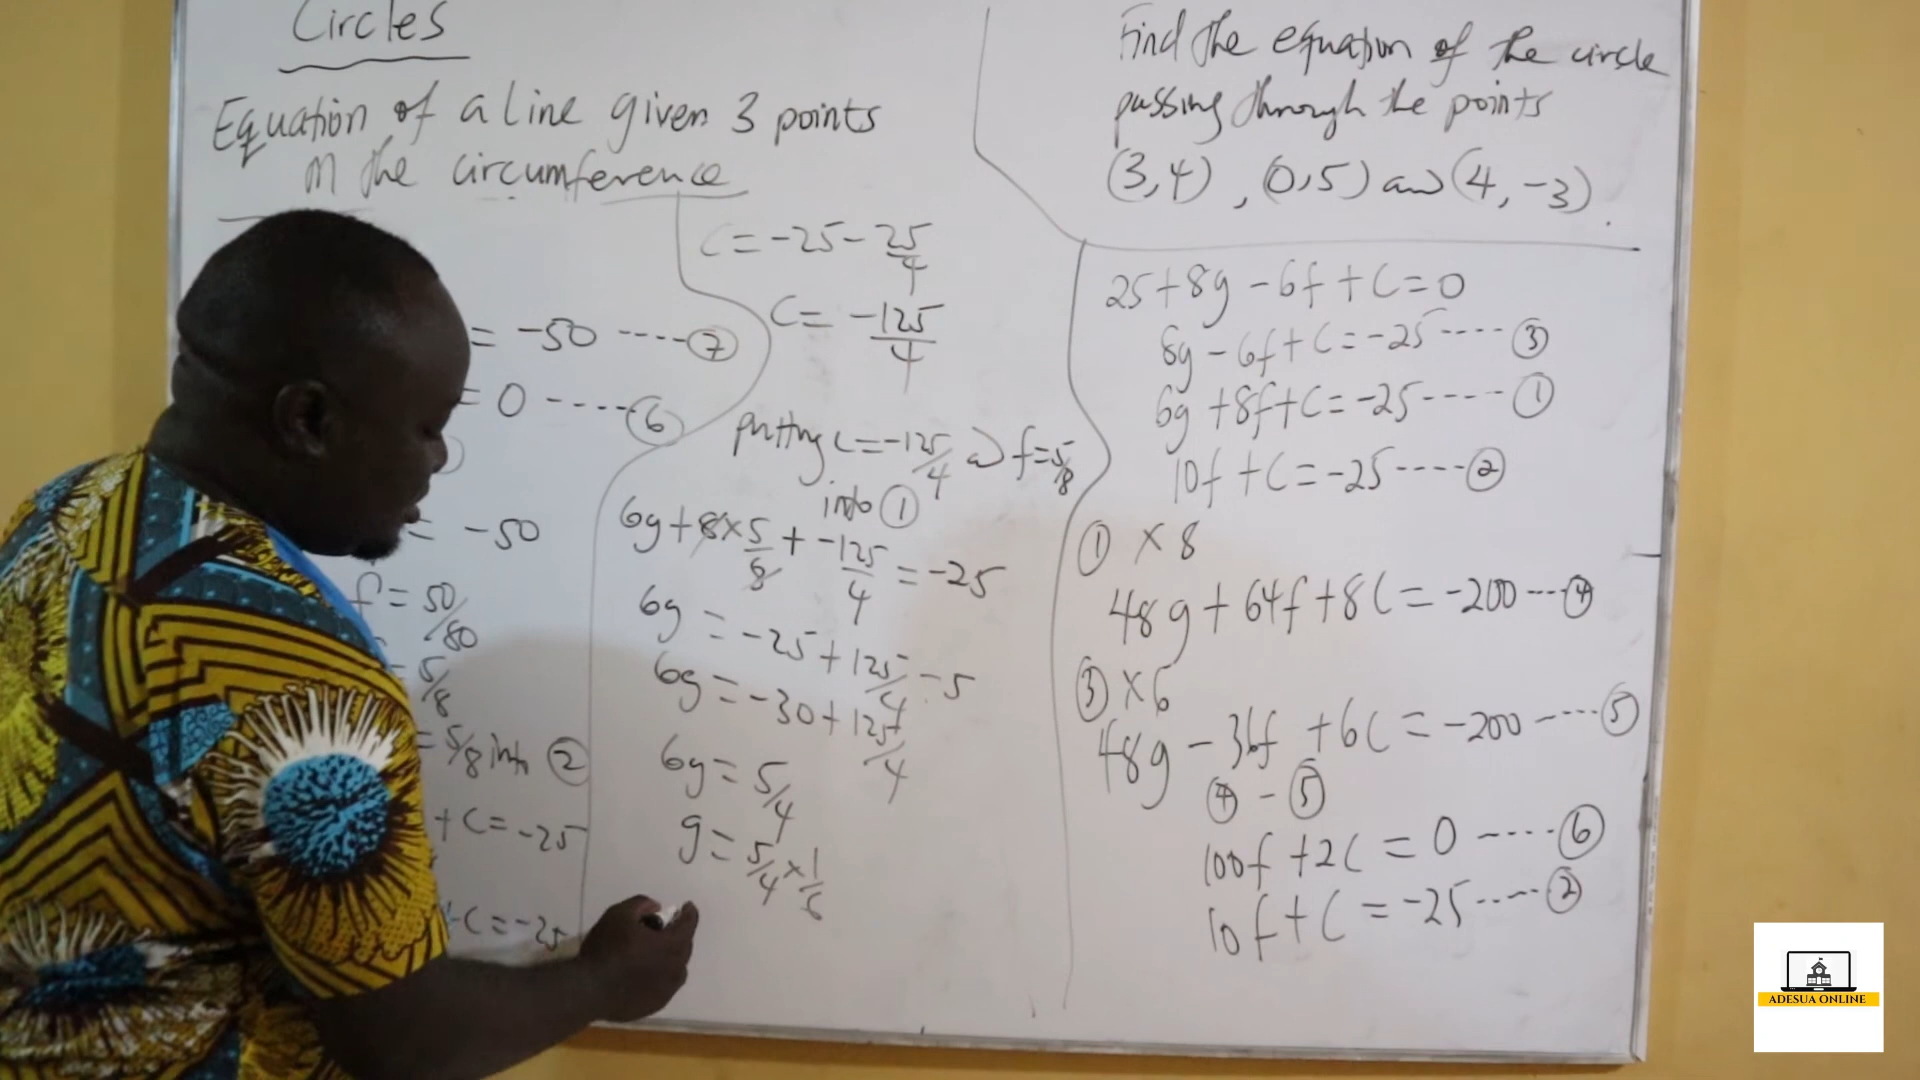 Circles
Equation of a line given 3 points
on the circumference
= -50 ----⑦
= 0 ----⑥
= -50
f = 50/80
= 5/8
= 5/8 into ②
+ C = -25
+ C = -25
C = -25 - 25/4
C = -125/4
putting C = -125/4 and f = 5/8
into ①
6g + 8 × 5/8 + -125/4 = -25
6g = -25 + 125/4 - 5
6g = -30 + 125/4
6g = 5/4
g = 5/4 × 1/6
Find the equation of the circle
passing through the points
(3,4) , (0,5) and (4, -3).
25 + 8g - 6f + C = 0
8g - 6f + C = -25 ---- ③
6g + 8f + C = -25 ---- ①
10f + C = -25 ---- ②
① × 8
48g + 64f + 8C = -200 --- ④
③ × 6
48g - 36f + 6C = -200 ---- ⑤
④ - ⑤
100f + 2C = 0 ---- ⑥
10f + C = -25 ---- ②
ADESUA ONLINE